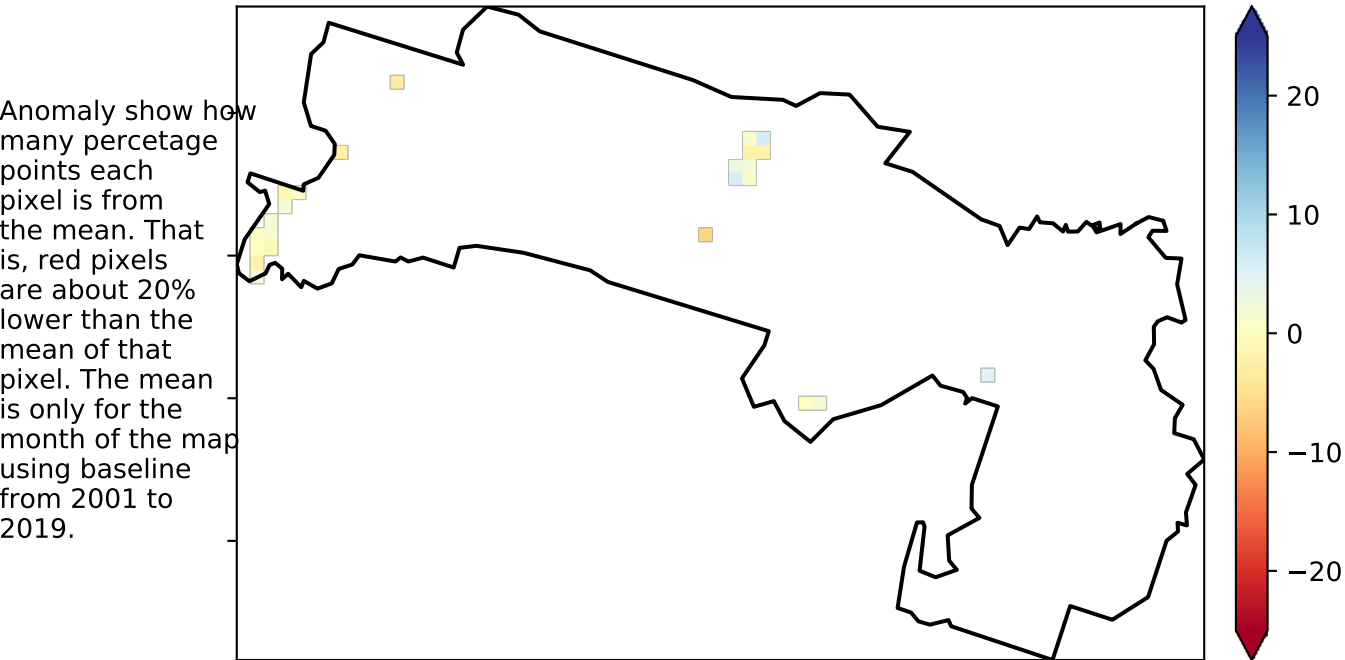 Anomaly show how
many percetage
points each
pixel is from
the mean. That
is, red pixels
are about 20%
lower than the
mean of that
pixel. The mean
is only for the
month of the map
using baseline
from 2001 to
2019.
20
10
0
−10
−20